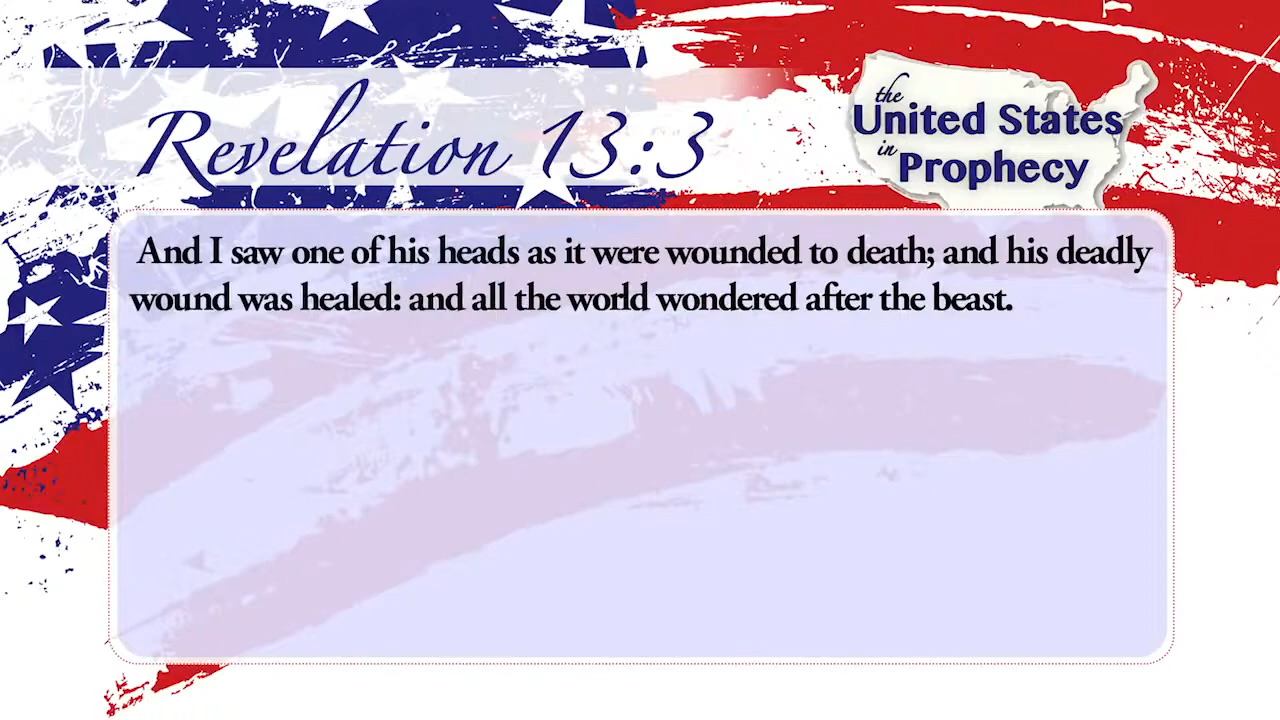 Revelation 13:3
the
United States
in Prophecy
And I saw one of his heads as it were wounded to death; and his deadly
wound was healed: and all the world wondered after the beast.